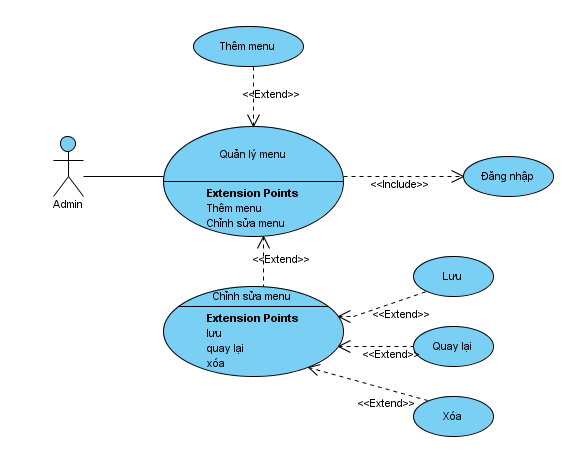 Thêm menu
<<Extend>>
Quản lý menu
Extension Points
Thêm menu
Chỉnh sửa menu
<<Include>>
Đăng nhập
Admin
<<Extend>>
Chỉnh sửa menu
Extension Points
lưu
quay lại
xóa
Lưu
<<Extend>>
Quay lại
<<Extend>>
Xóa
<<Extend>>